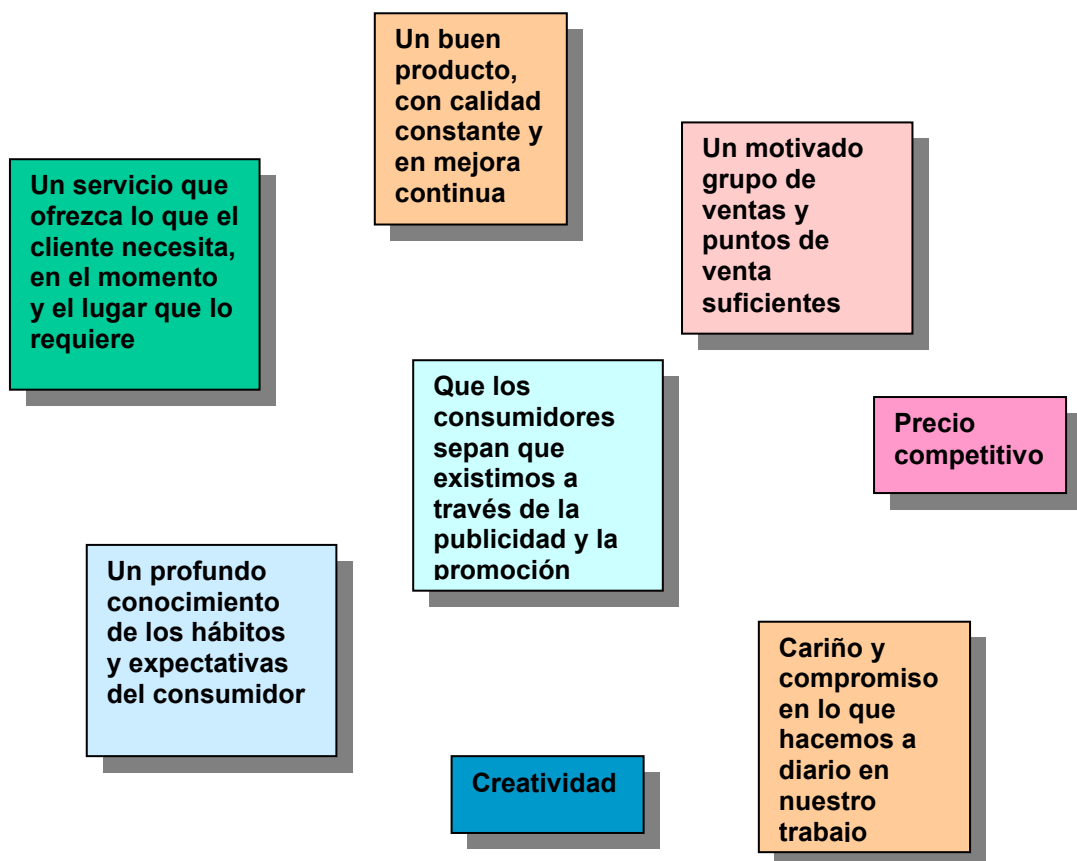 Un buen
producto,
con calidad
constante y
en mejora
continua
Un motivado
grupo de
ventas y
puntos de
venta
suficientes
Un servicio que
ofrezca lo que el
cliente necesita,
en el momento
y el lugar que lo
requiere
Que los
consumidores
sepan que
existimos a
través de la
publicidad y la
promoción
Precio
competitivo
Un profundo
conocimiento
de los hábitos
y expectativas
del consumidor
Cariño y
compromiso
en lo que
hacemos a
diario en
nuestro
trabajo
Creatividad